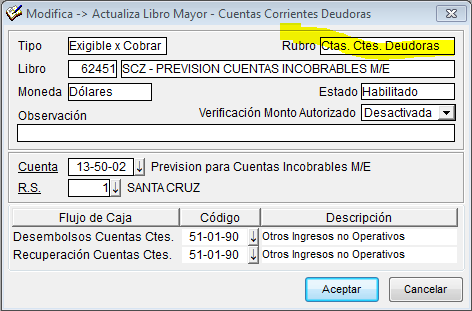 Modifica -> Actualiza Libro Mayor - Cuentas Corrientes Deudoras
Tipo Exigible x Cobrar Rubro Ctas. Ctes. Deudoras
Libro 62451 SCZ - PREVISION CUENTAS INCOBRABLES M/E
Moneda Dólares Estado Habilitado
Observación Verificación Monto Autorizado Desactivada
Cuenta 13-50-02 Prevision para Cuentas Incobrables M/E
R.S. 1 SANTA CRUZ
Flujo de Caja Código Descripción
Desembolsos Cuentas Ctes. 51-01-90 Otros Ingresos no Operativos
Recuperación Cuentas Ctes. 51-01-90 Otros Ingresos no Operativos
Aceptar Cancelar